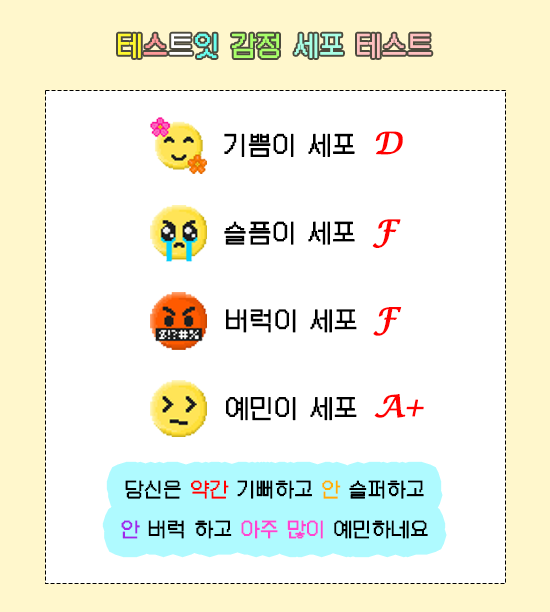 테스트잇 감정 세포 테스트
기쁨이 세포 D
슬픔이 세포 F
버럭이 세포 F
$!?#%
예민이 세포 A+
당신은 약간 기뻐하고 안 슬퍼하고
안 버럭 하고 아주 많이 예민하네요